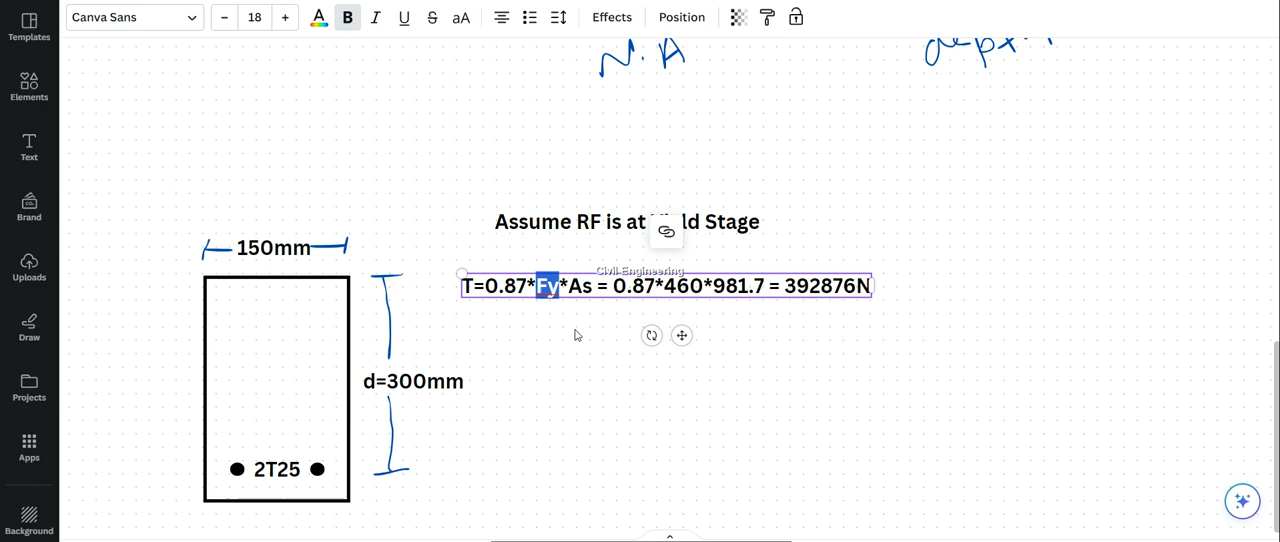 Canva Sans
– 18 +
A B I U S aA
Effects
Position
Templates
Elements
Text
Brand
Uploads
Draw
Projects
Apps
Background
N.A
Assume RF is at
ld Stage
150mm
Civil Engineering
T=0.87*Fy*As = 0.87*460*981.7 = 392876N
d=300mm
2T25